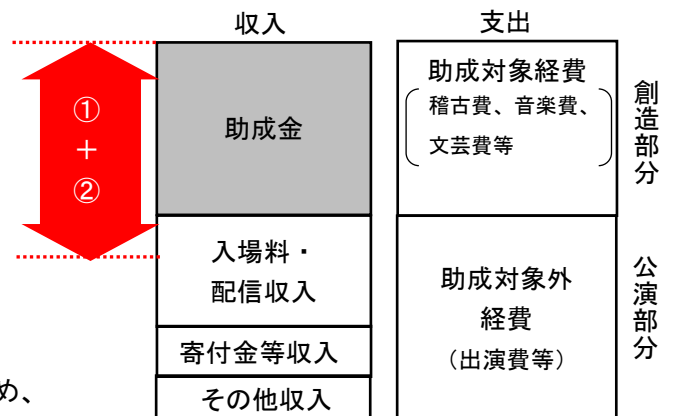 収入
支出
①
+
②
助成金
入場料・
配信収入
寄付金等収入
その他収入
助成対象経費
稽古費、音楽費、
文芸費等
助成対象外
経費
（出演費等）
創造部分
公演部分
め、